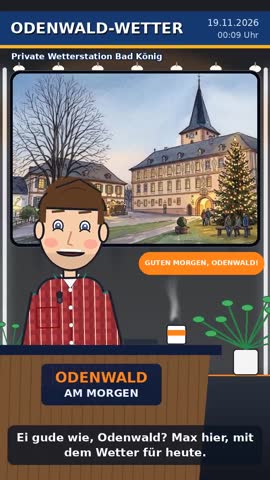 ODENWALD-WETTER
19.11.2026
00:09 Uhr
Private Wetterstation Bad König
GUTEN MORGEN, ODENWALD!
ODENWALD
AM MORGEN
Ei gude wie, Odenwald? Max hier, mit
dem Wetter für heute.